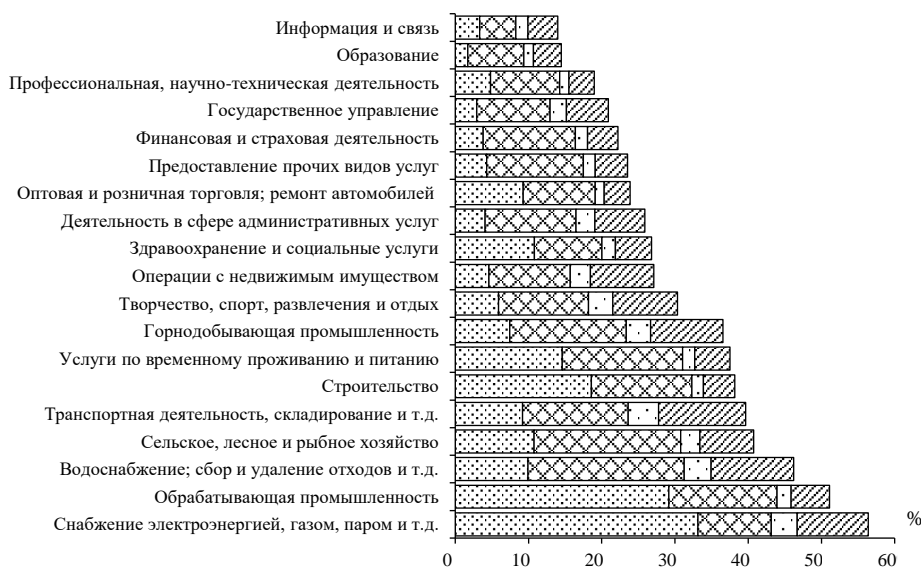 Информация и связь
Образование
Профессиональная, научно-техническая деятельность
Государственное управление
Финансовая и страховая деятельность
Предоставление прочих видов услуг
Оптовая и розничная торговля; ремонт автомобилей
Деятельность в сфере административных услуг
Здравоохранение и социальные услуги
Операции с недвижимым имуществом
Творчество, спорт, развлечения и отдых
Горнодобывающая промышленность
Услуги по временному проживанию и питанию
Строительство
Транспортная деятельность, складирование и т.д.
Сельское, лесное и рыбное хозяйство
Водоснабжение; сбор и удаление отходов и т.д.
Обрабатывающая промышленность
Снабжение электроэнергией, газом, паром и т.д.
%
0 10 20 30 40 50 60